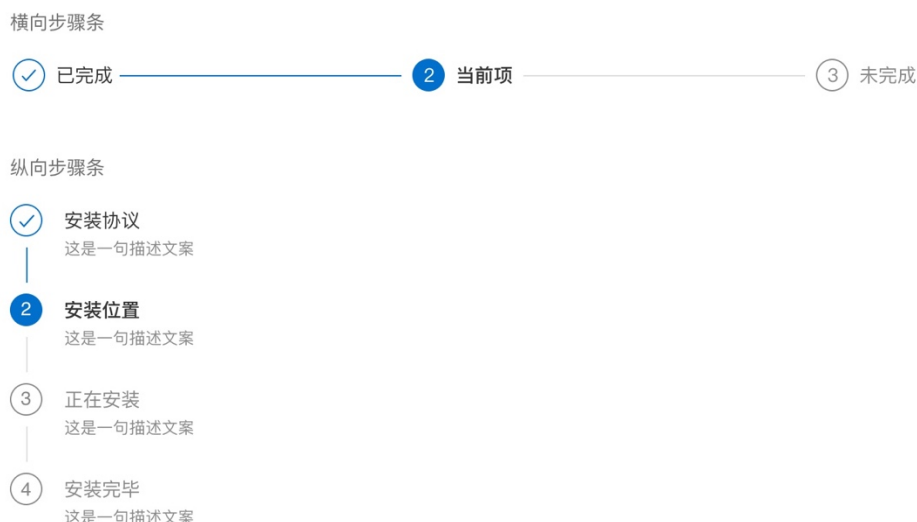 横向步骤条
已完成 2 当前项 3 未完成
纵向步骤条
安装协议
这是一句描述文案
2 安装位置
这是一句描述文案
3 正在安装
这是一句描述文案
4 安装完毕
这是一句描述文案